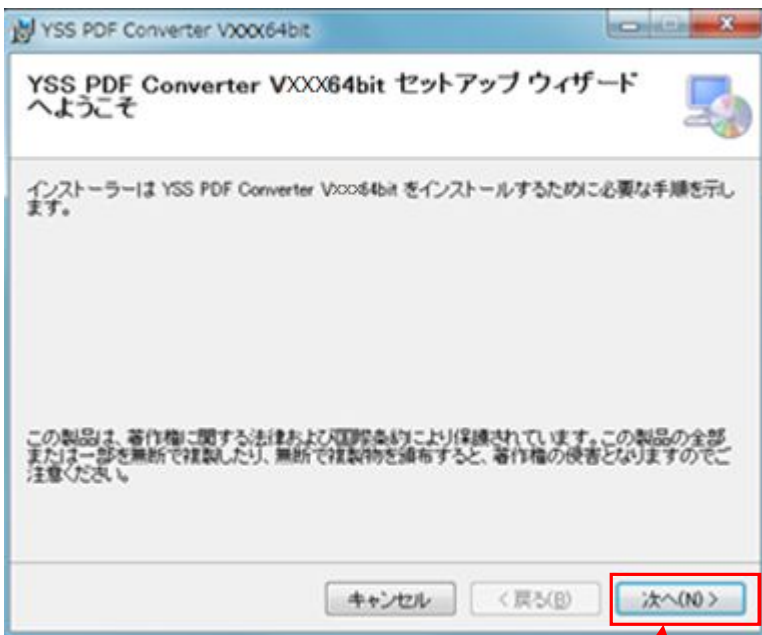 YSS PDF Converter VXXX64bit
YSS PDF Converter VXXX64bit セットアップ ウィザード
へようこそ
インストーラーは YSS PDF Converter Vxxx64bit をインストールするために必要な手順を示し
ます。
この製品は、著作権に関する法律および国際条約により保護されています。この製品の全部
または一部を無断で複製したり、無断で複製物を頒布すると、著作権の侵害となりますのでご
注意ください。
キャンセル
< 戻る(B)
次へ(N) >